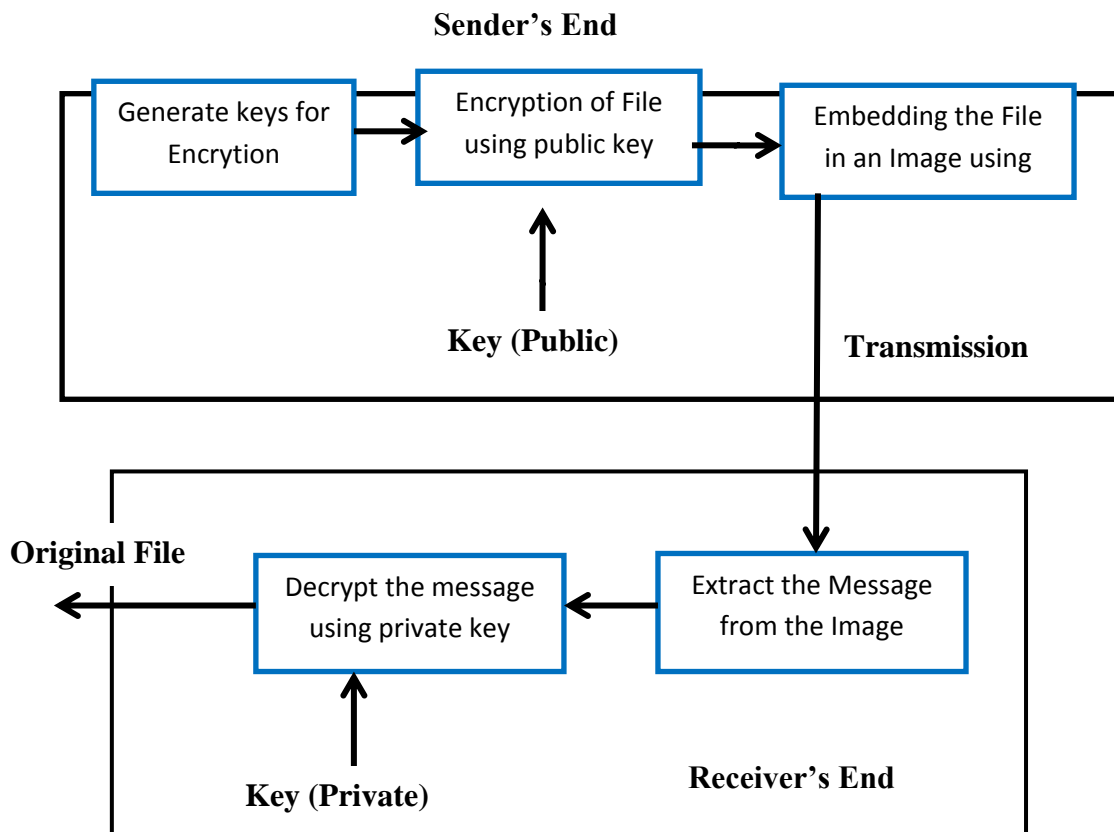 Sender’s End
Generate keys for
Encrytion
Encryption of File
using public key
Embedding the File
in an Image using
Key (Public)
Transmission
Original File
Decrypt the message
using private key
Extract the Message
from the Image
Key (Private)
Receiver’s End